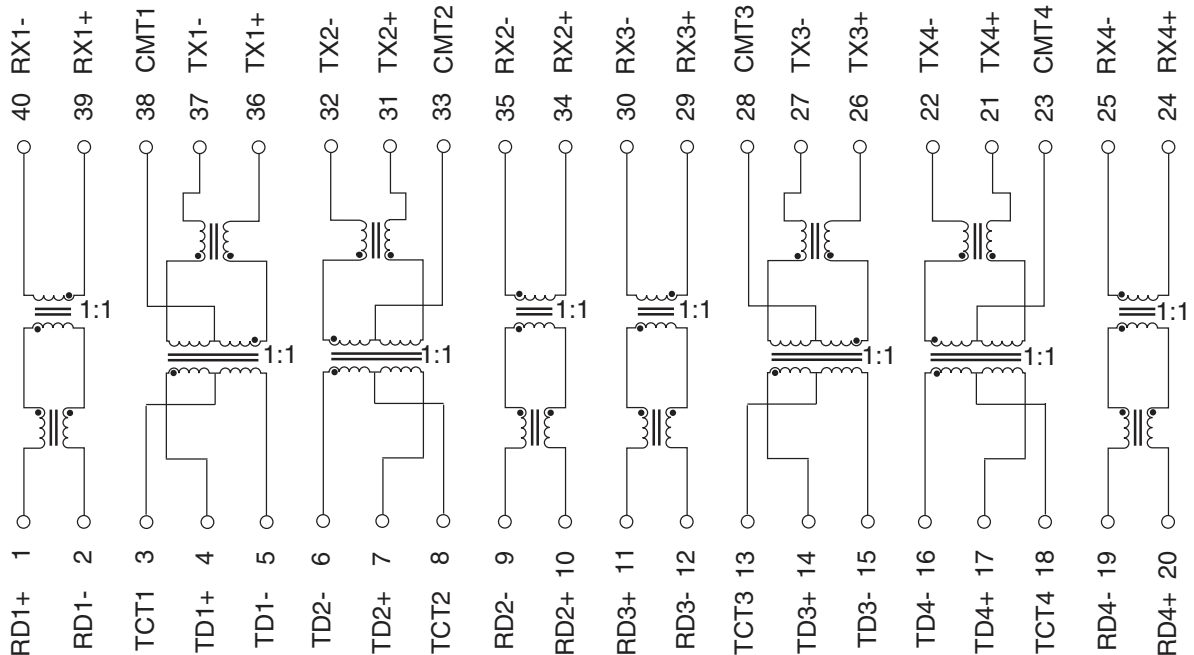 RX1-
RX1+
CMT1
TX1-
TX1+
TX2-
TX2+
CMT2
RX2-
RX2+
RX3-
RX3+
CMT3
TX3-
TX3+
TX4-
TX4+
CMT4
RX4-
RX4+
40
39
38
37
36
32
31
33
35
34
30
29
28
27
26
22
21
23
25
24
1:1
1:1
1:1
1:1
1:1
1:1
1:1
1:1
1
2
3
4
5
6
7
8
9
10
11
12
13
14
15
16
17
18
19
20
RD1+
RD1-
TCT1
TD1+
TD1-
TD2-
TD2+
TCT2
RD2-
RD2+
RD3+
RD3-
TCT3
TD3+
TD3-
TD4-
TD4+
TCT4
RD4-
RD4+